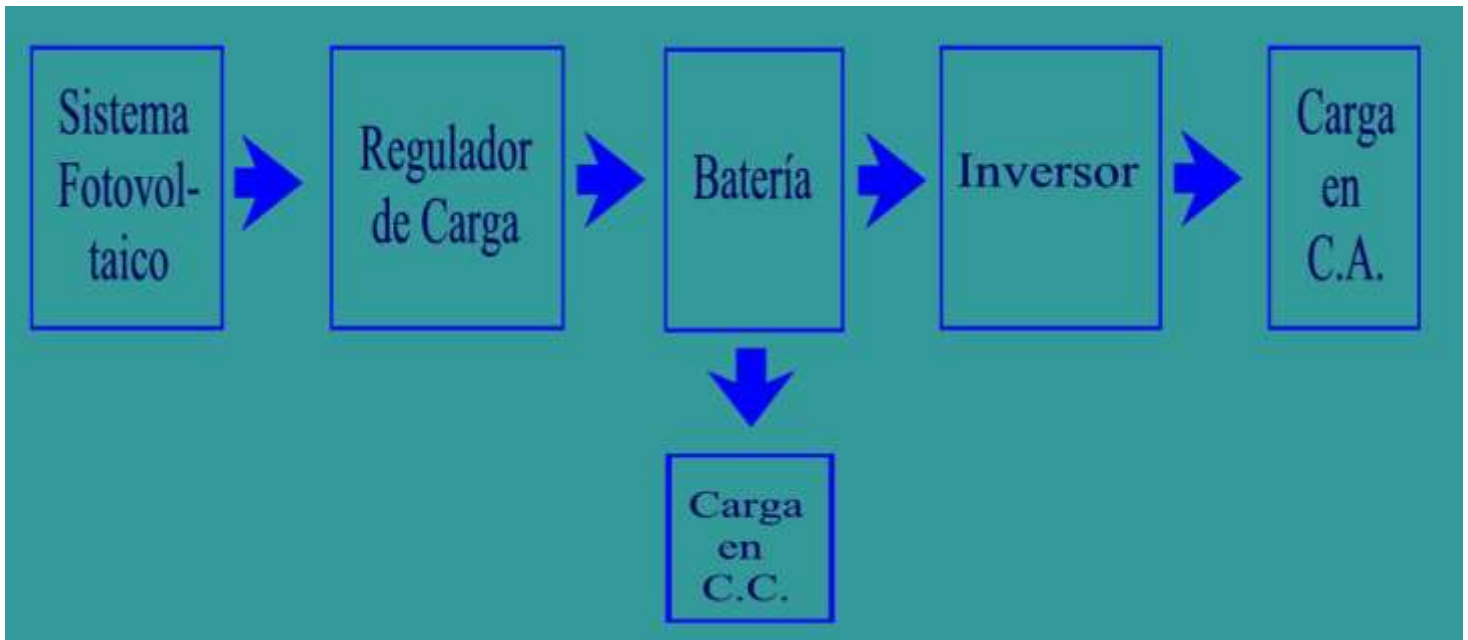 Sistema
Fotovol-
taico
Regulador
de Carga
Batería
Inversor
Carga
en
C.A.
Carga
en
C.C.